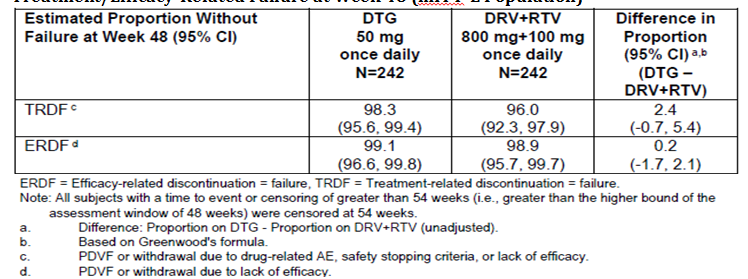 Treatment/Efficacy-Related Failure at Week 48
Estimated Proportion Without
Failure at Week 48 (95% CI)
DTG
50 mg
once daily
N=242
DRV+RTV
800 mg+100 mg
once daily
N=242
Difference in
Proportion
(95% CI) a,b
(DTG –
DRV+RTV)
TRDF c
98.3
(95.6, 99.4)
96.0
(92.3, 97.9)
2.4
(-0.7, 5.4)
ERDF d
99.1
(96.6, 99.8)
98.9
(95.7, 99.7)
0.2
(-1.7, 2.1)
ERDF = Efficacy-related discontinuation = failure, TRDF = Treatment-related discontinuation = failure.
Note: All subjects with a time to event or censoring of greater than 54 weeks (i.e., greater than the higher bound of the
assessment window of 48 weeks) were censored at 54 weeks.
a. Difference: Proportion on DTG - Proportion on DRV+RTV (unadjusted).
b. Based on Greenwood's formula.
c. PDVF or withdrawal due to drug-related AE, safety stopping criteria, or lack of efficacy.
d. PDVF or withdrawal due to lack of efficacy.